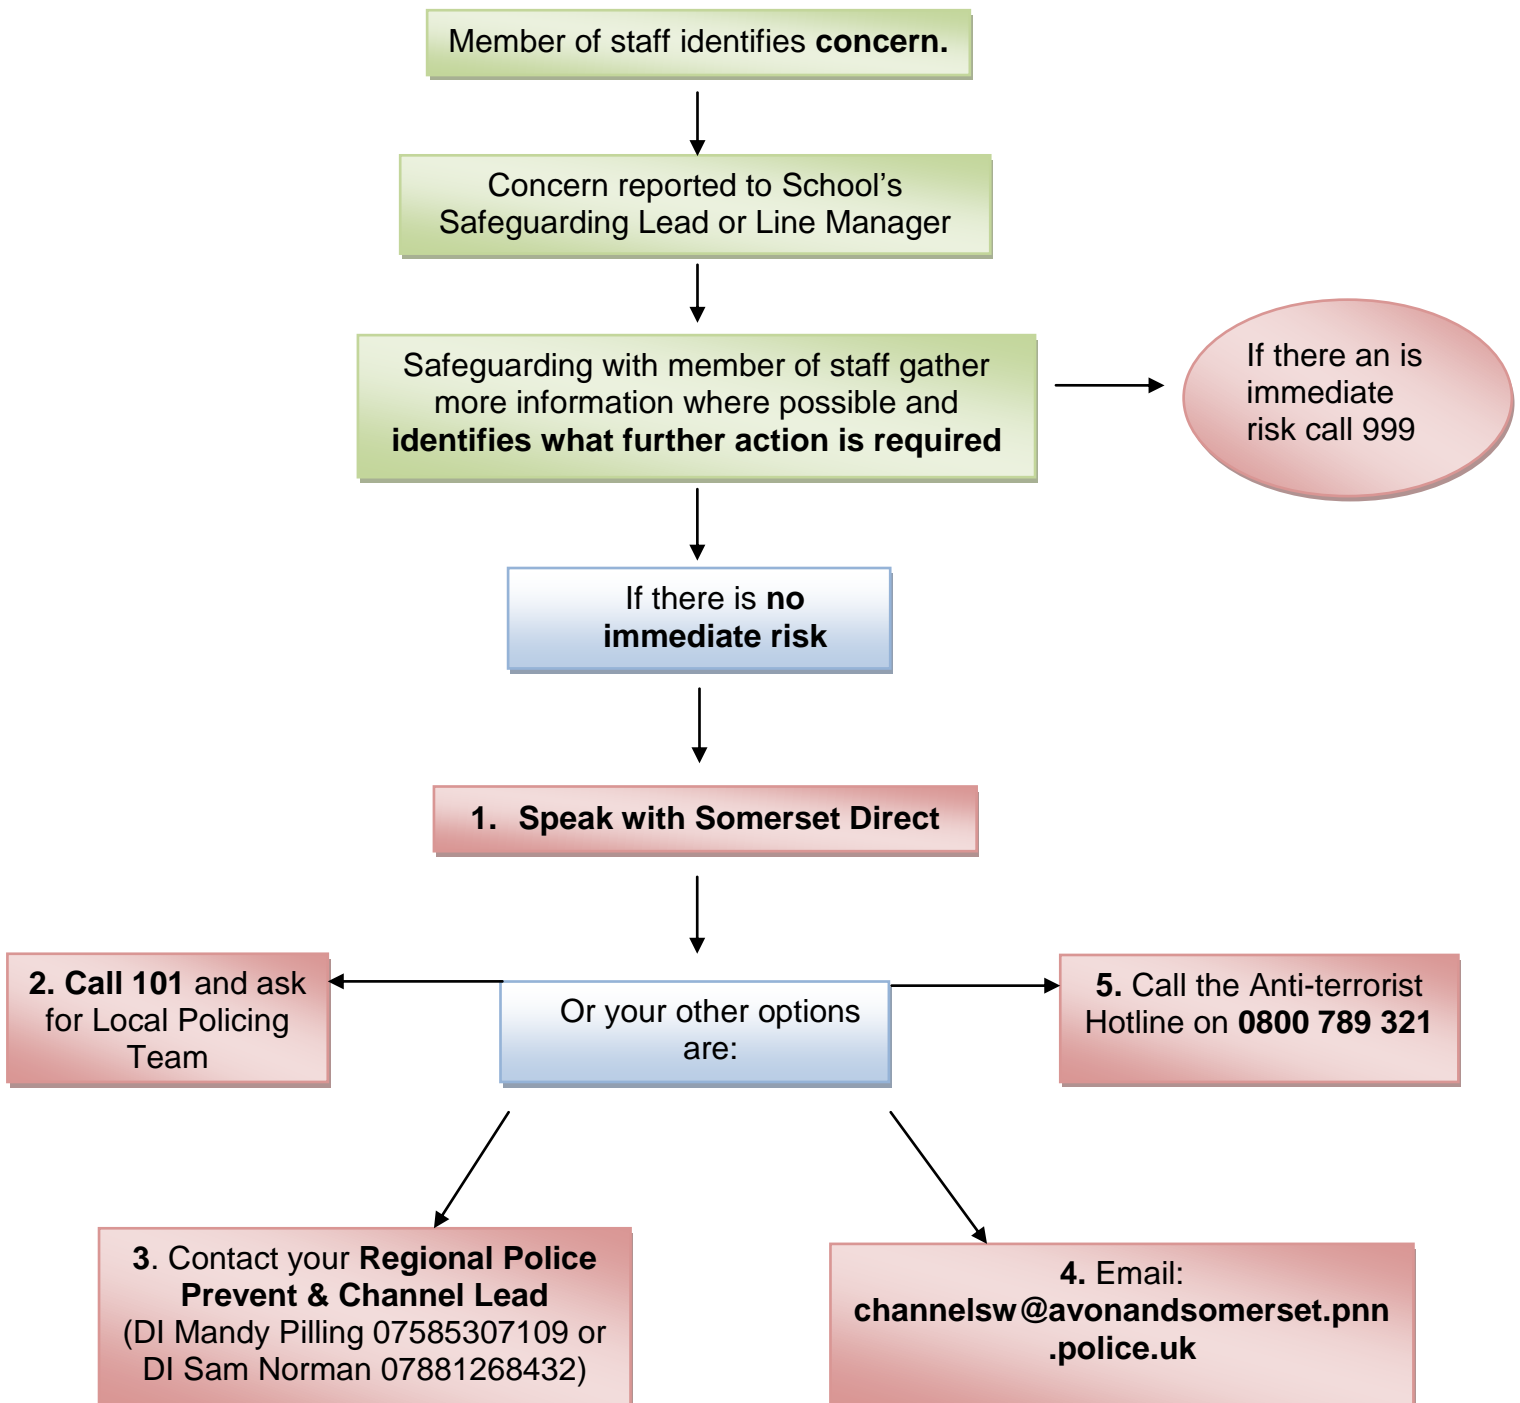 Member of staff identifies concern.
Concern reported to School’s
Safeguarding Lead or Line Manager
Safeguarding with member of staff gather
more information where possible and
identifies what further action is required
If there an is
immediate
risk call 999
If there is no
immediate risk
1. Speak with Somerset Direct
Or your other options
are:
2. Call 101 and ask
for Local Policing
Team
3. Contact your Regional Police
Prevent & Channel Lead
(DI Mandy Pilling 07585307109 or
DI Sam Norman 07881268432)
4. Email:
channelsw@avonandsomerset.pnn
.police.uk
5. Call the Anti-terrorist
Hotline on 0800 789 321